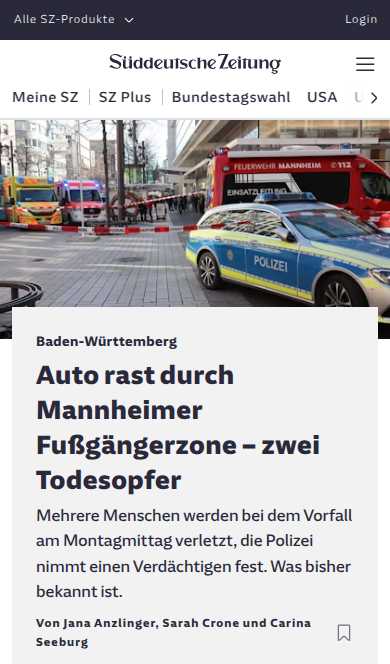 Alle SZ-Produkte
Login
Süddeutsche Zeitung
Meine SZ
SZ Plus
Bundestagswahl
USA
FEUERWEHR MANNHEIM 112
EINSATZLEITUNG
POLIZEI
Baden-Württemberg
Auto rast durch
Mannheimer
Fußgängerzone – zwei
Todesopfer
Mehrere Menschen werden bei dem Vorfall
am Montagmittag verletzt, die Polizei
nimmt einen Verdächtigen fest. Was bisher
bekannt ist.
Von Jana Anzlinger, Sarah Crone und Carina
Seeburg